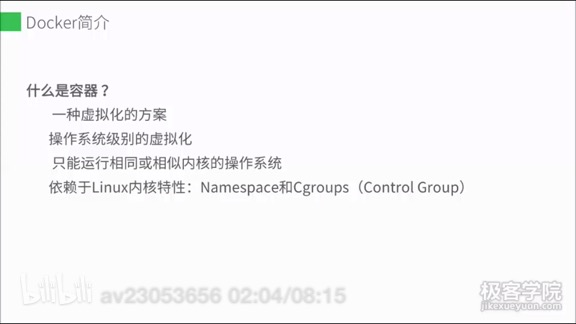 Docker简介
什么是容器？
一种虚拟化的方案
操作系统级别的虚拟化
只能运行相同或相似内核的操作系统
依赖于Linux内核特性：Namespace和Cgroups（Control Group）
bilibili av23053656 02:04/08:15
极客学院
jikexueyuan.com